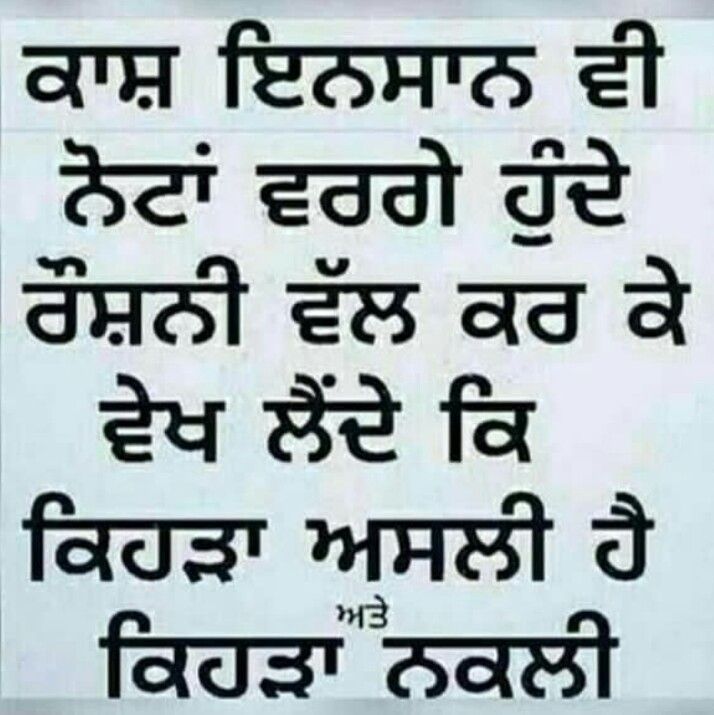 ਕਾਸ਼ ਇਨਸਾਨ ਵੀ
ਨੋਟਾਂ ਵਰਗੇ ਹੁੰਦੇ
ਰੌਸ਼ਨੀ ਵੱਲ ਕਰ ਕੇ
ਵੇਖ ਲੈਂਦੇ ਕਿ
ਕਿਹੜਾ ਅਸਲੀ ਹੈ
ਅਤੇ
ਕਿਹੜਾ ਨਕਲੀ